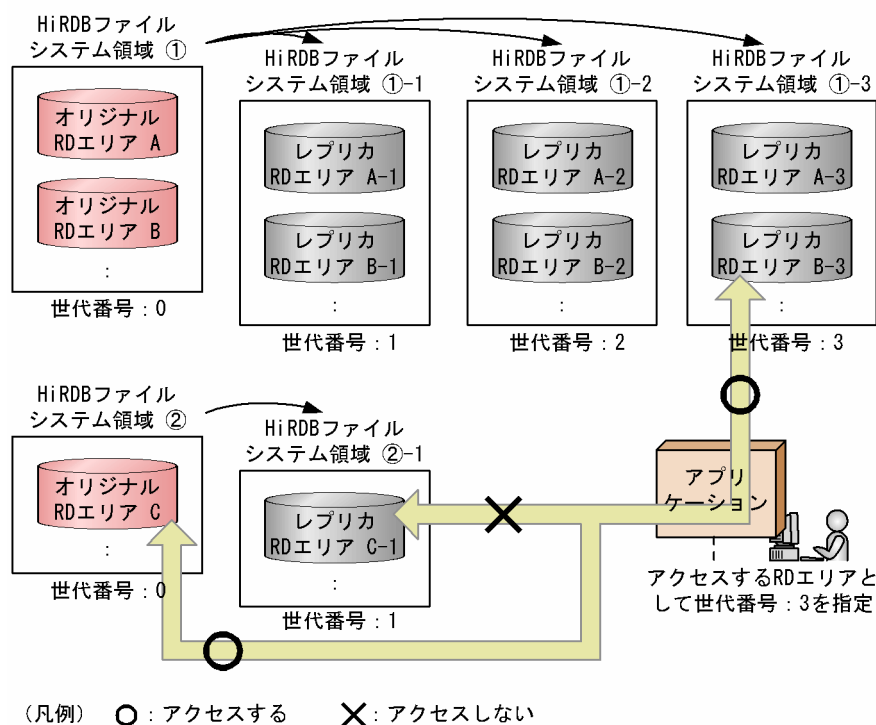 HiRDBファイル
システム領域 ①
HiRDBファイル
システム領域 ①-1
HiRDBファイル
システム領域 ①-2
HiRDBファイル
システム領域 ①-3
オリジナル
RDエリア A
オリジナル
RDエリア B
:
世代番号：0
レプリカ
RDエリア A-1
レプリカ
RDエリア B-1
:
世代番号：1
レプリカ
RDエリア A-2
レプリカ
RDエリア B-2
:
世代番号：2
レプリカ
RDエリア A-3
レプリカ
RDエリア B-3
:
世代番号：3
HiRDBファイル
システム領域 ②
HiRDBファイル
システム領域 ②-1
オリジナル
RDエリア C
:
世代番号：0
レプリカ
RDエリア C-1
:
世代番号：1
アプリ
ケーション
アクセスするRDエリアと
して世代番号：3を指定
（凡例） ○：アクセスする ×：アクセスしない